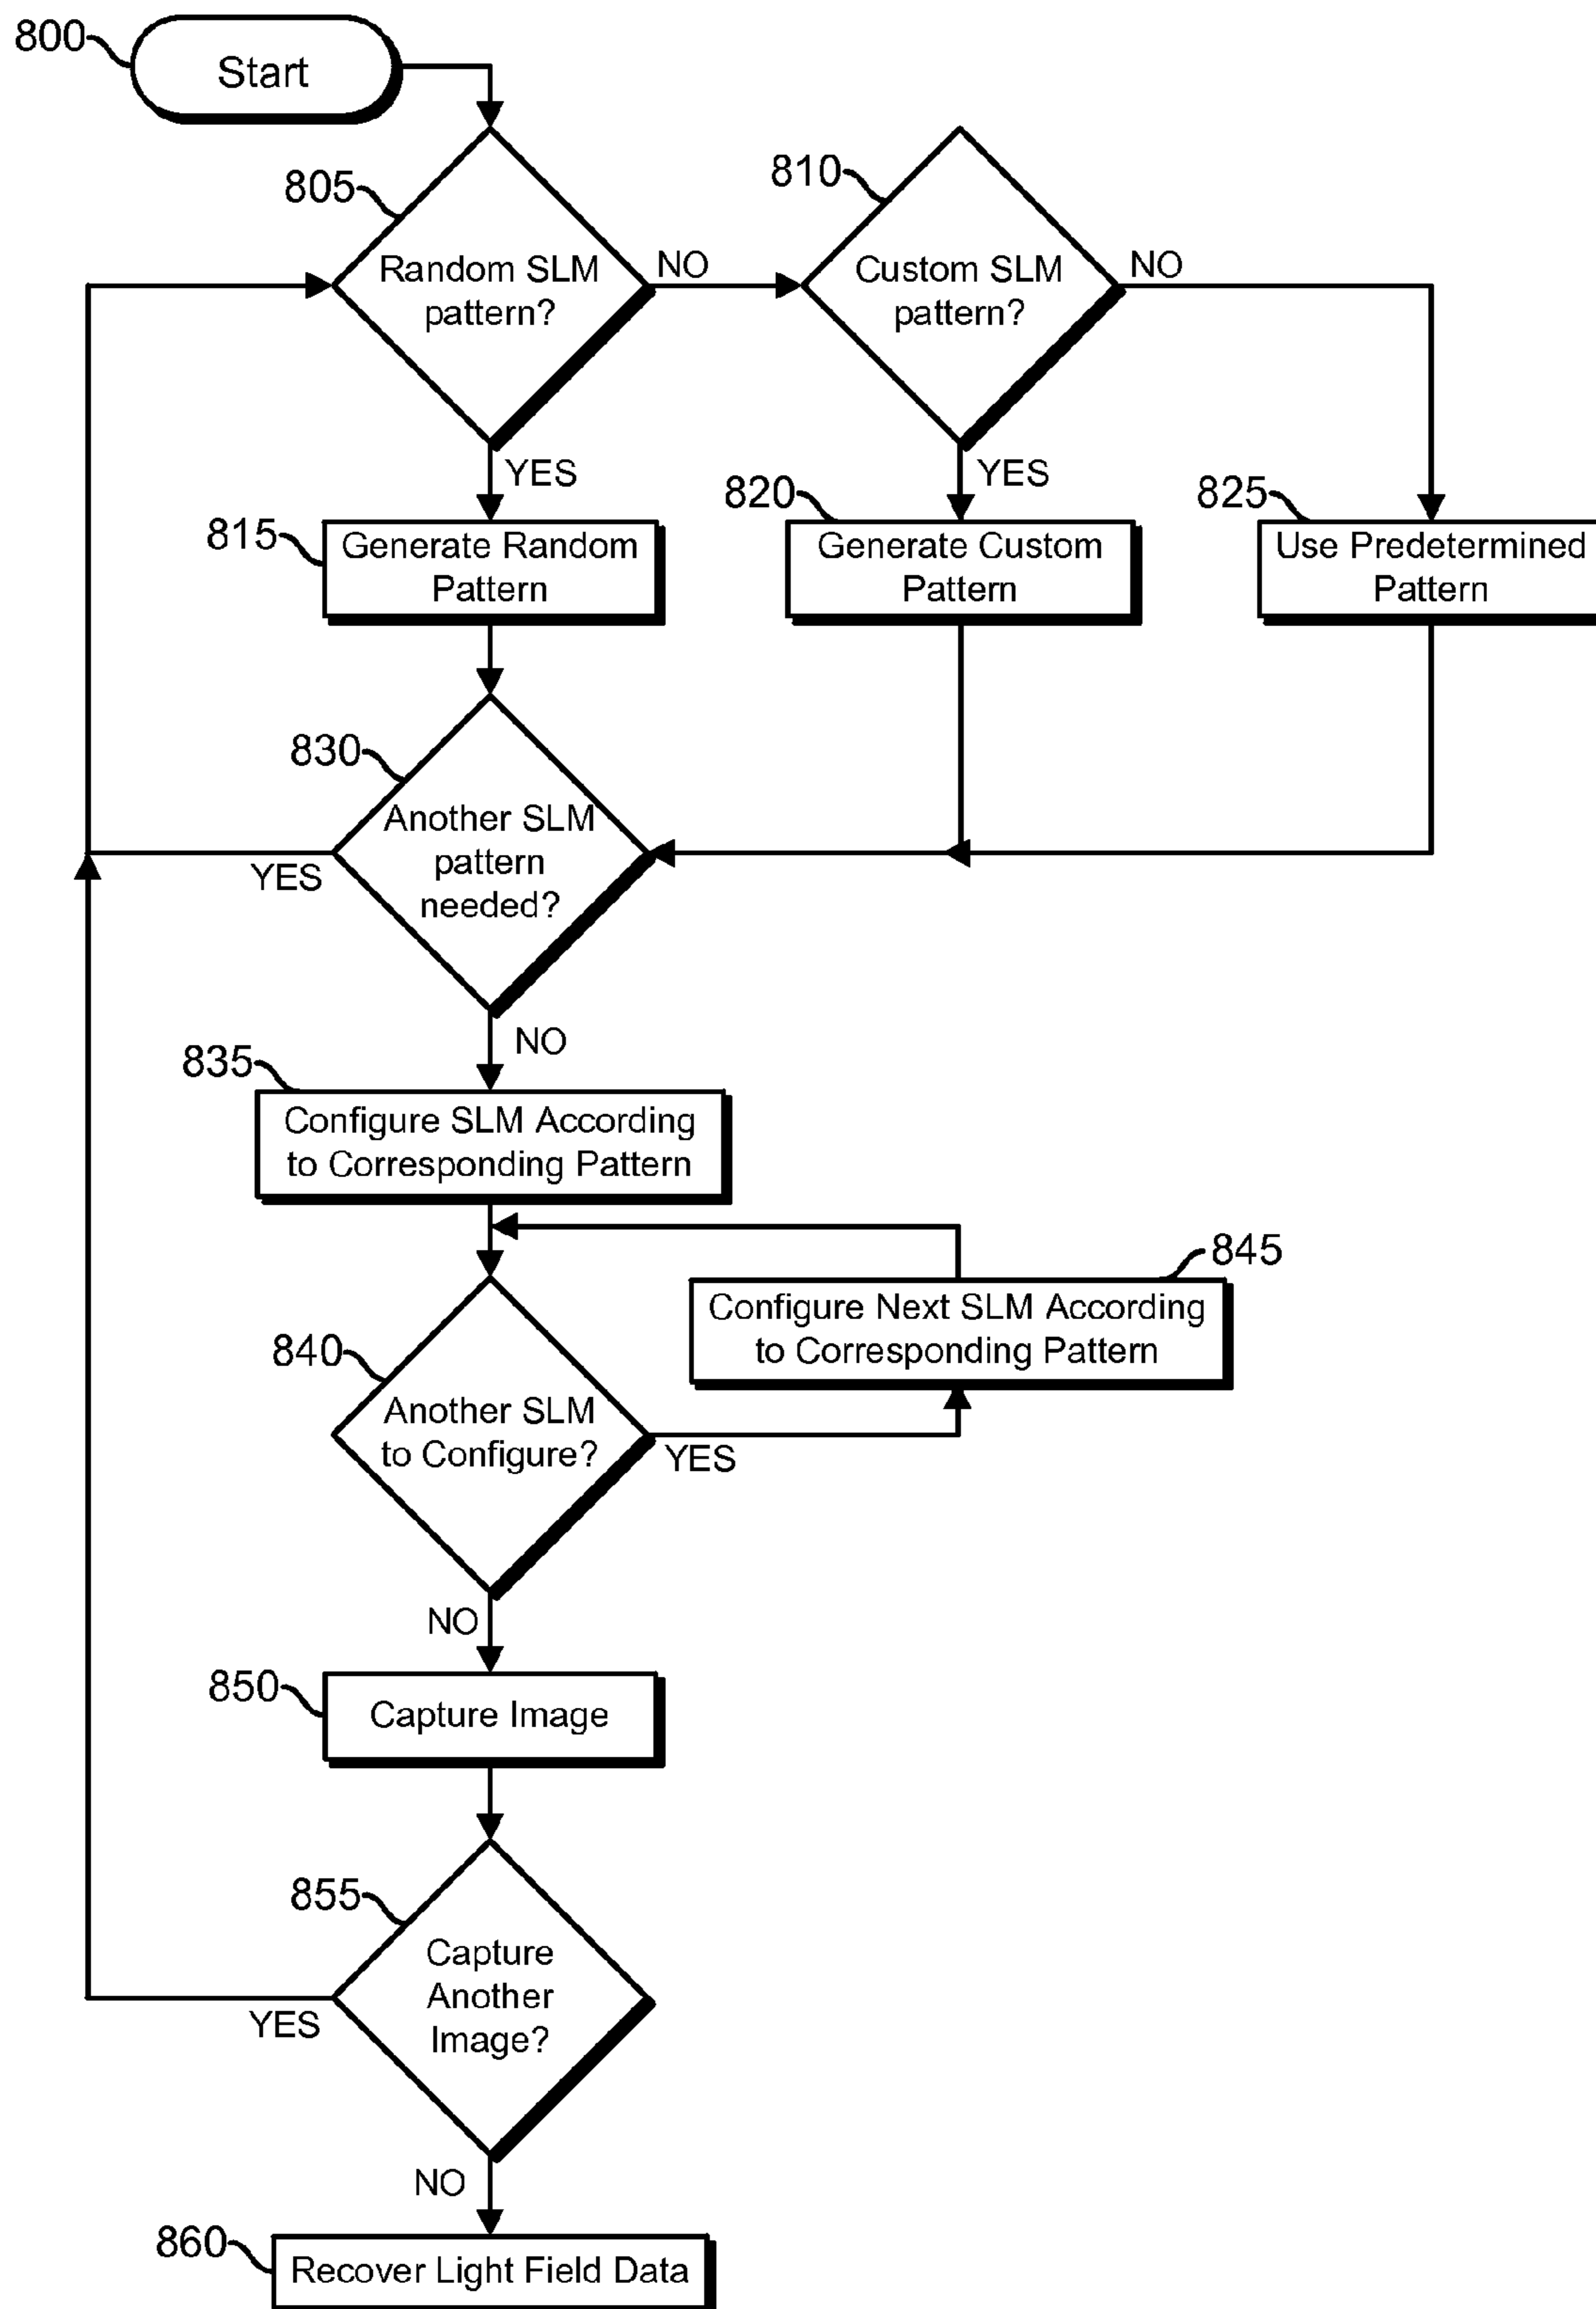 800
Start
805
Random SLM
pattern?
NO
YES
810
Custom SLM
pattern?
NO
YES
815
Generate Random
Pattern
820
Generate Custom
Pattern
825
Use Predetermined
Pattern
830
Another SLM
pattern
needed?
YES
NO
835
Configure SLM According
to Corresponding Pattern
845
Configure Next SLM According
to Corresponding Pattern
840
Another SLM
to Configure?
YES
NO
850
Capture Image
855
Capture
Another
Image?
YES
NO
860
Recover Light Field Data